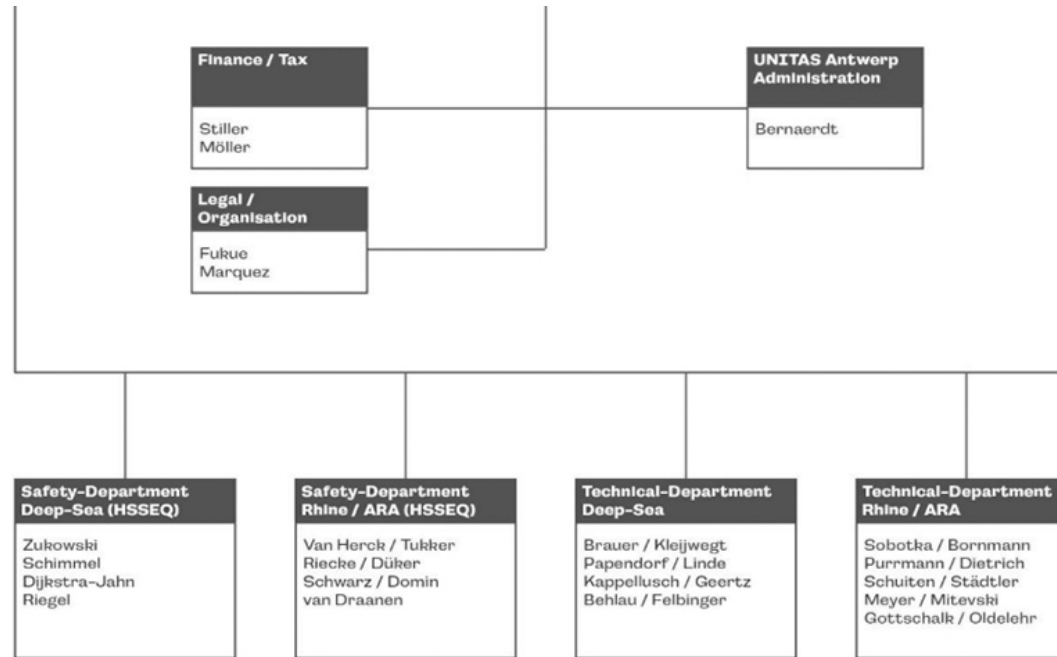 Finance / Tax
Stiller
Möller
UNITAS Antwerp
Administration
Bernaerdt
Legal /
Organisation
Fukue
Marquez
Safety-Department
Deep-Sea (HSSEQ)
Zukowski
Schimmel
Dijkstra-Jahn
Riegel
Safety-Department
Rhine / ARA (HSSEQ)
Van Herck / Tukker
Riecke / Düker
Schwarz / Domin
van Draanen
Technical-Department
Deep-Sea
Brauer / Kleijwegt
Papendorf / Linde
Kappellusch / Geertz
Behlau / Felbinger
Technical-Department
Rhine / ARA
Sobotka / Bornmann
Purrmann / Dietrich
Schuiten / Städtler
Meyer / Mitevski
Gottschalk / Oldelehr